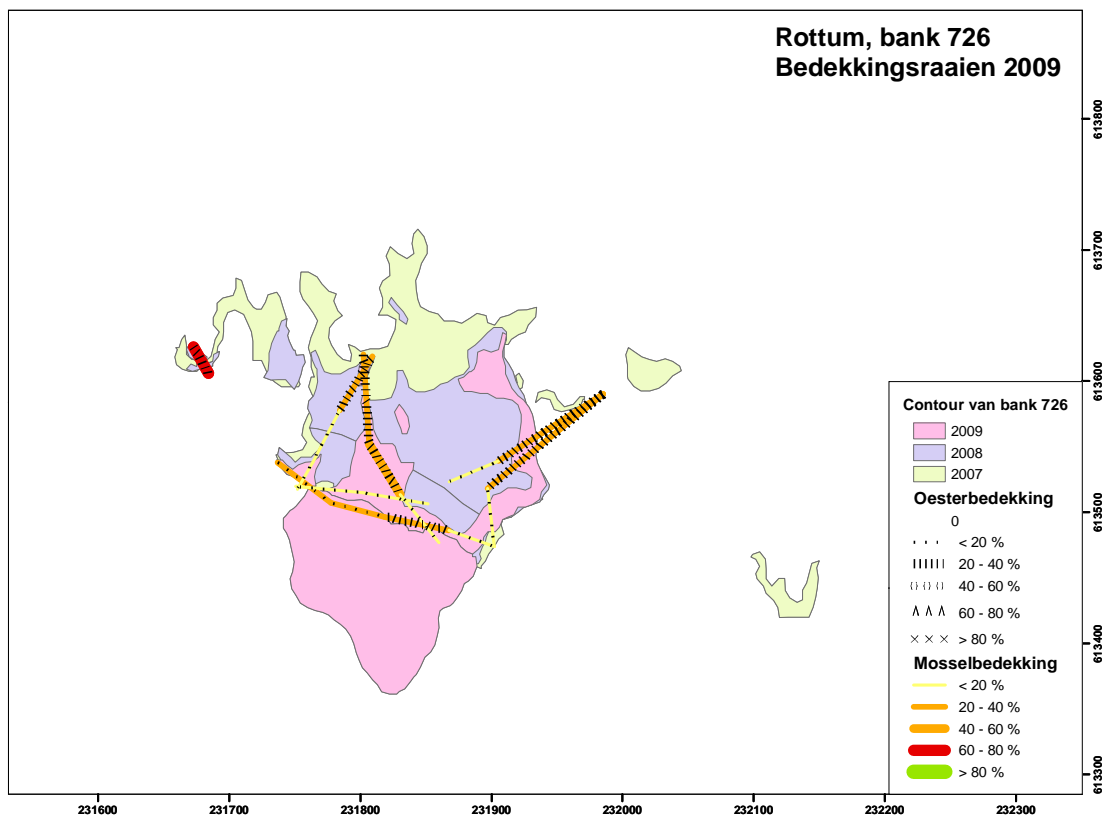 Rottum, bank 726
Bedekkingsraaien 2009
613800
613700
613600
613500
613400
613300
Contour van bank 726
2009
2008
2007
Oesterbedekking
0
< 20 %
20 - 40 %
40 - 60 %
60 - 80 %
> 80 %
Mosselbedekking
< 20 %
20 - 40 %
40 - 60 %
60 - 80 %
> 80 %
231600 231700 231800 231900 232000 232100 232200 232300